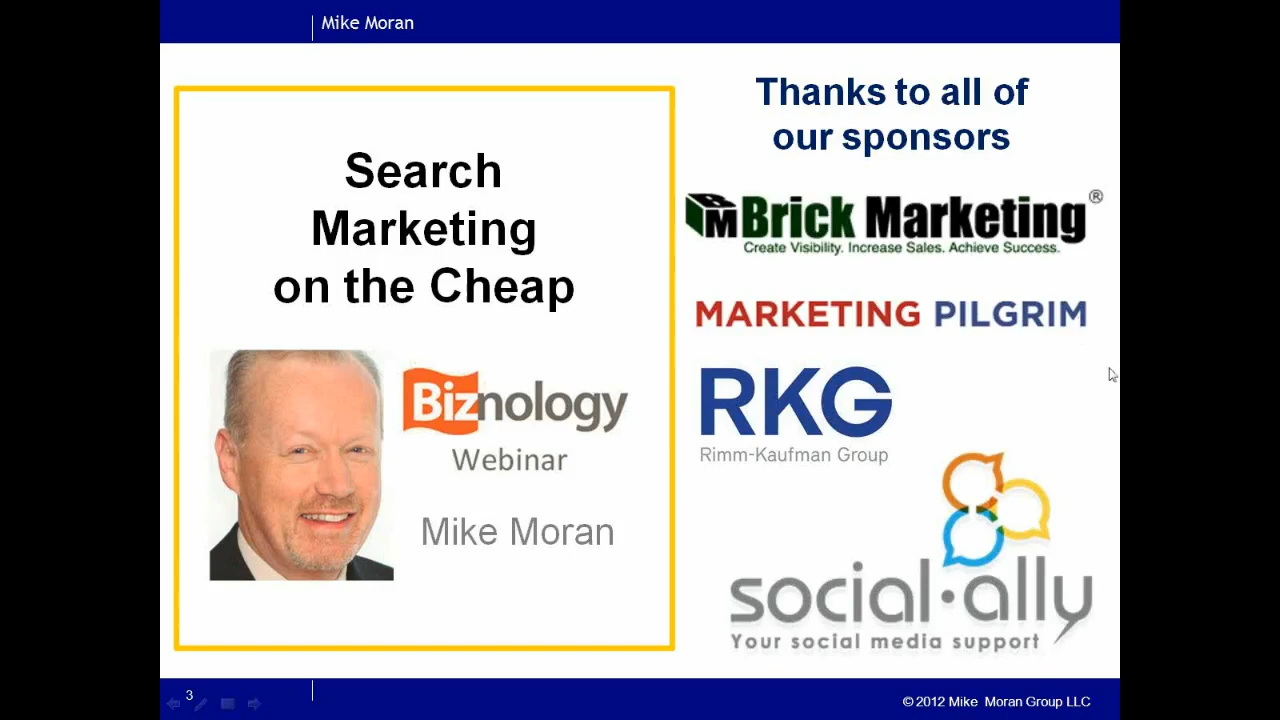 Mike Moran
Search
Marketing
on the Cheap
Biznology
Webinar
Mike Moran
Thanks to all of
our sponsors
BM Brick Marketing®
Create Visibility. Increase Sales. Achieve Success.
MARKETING PILGRIM
RKG
Rimm-Kaufman Group
social·ally
Your social media support
3
© 2012 Mike Moran Group LLC